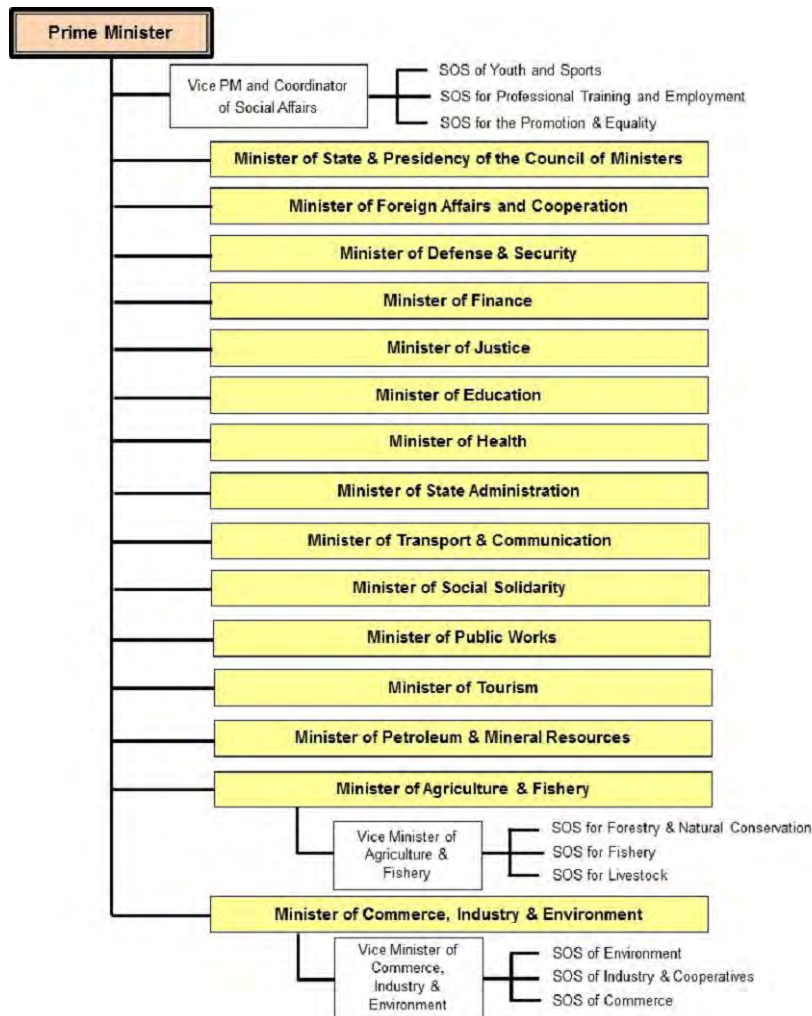 Prime Minister
Vice PM and Coordinator
of Social Affairs
SOS of Youth and Sports
SOS for Professional Training and Employment
SOS for the Promotion & Equality
Minister of State & Presidency of the Council of Ministers
Minister of Foreign Affairs and Cooperation
Minister of Defense & Security
Minister of Finance
Minister of Justice
Minister of Education
Minister of Health
Minister of State Administration
Minister of Transport & Communication
Minister of Social Solidarity
Minister of Public Works
Minister of Tourism
Minister of Petroleum & Mineral Resources
Minister of Agriculture & Fishery
Vice Minister of
Agriculture &
Fishery
SOS for Forestry & Natural Conservation
SOS for Fishery
SOS for Livestock
Minister of Commerce, Industry & Environment
Vice Minister of
Commerce,
Industry &
Environment
SOS of Environment
SOS of Industry & Cooperatives
SOS of Commerce